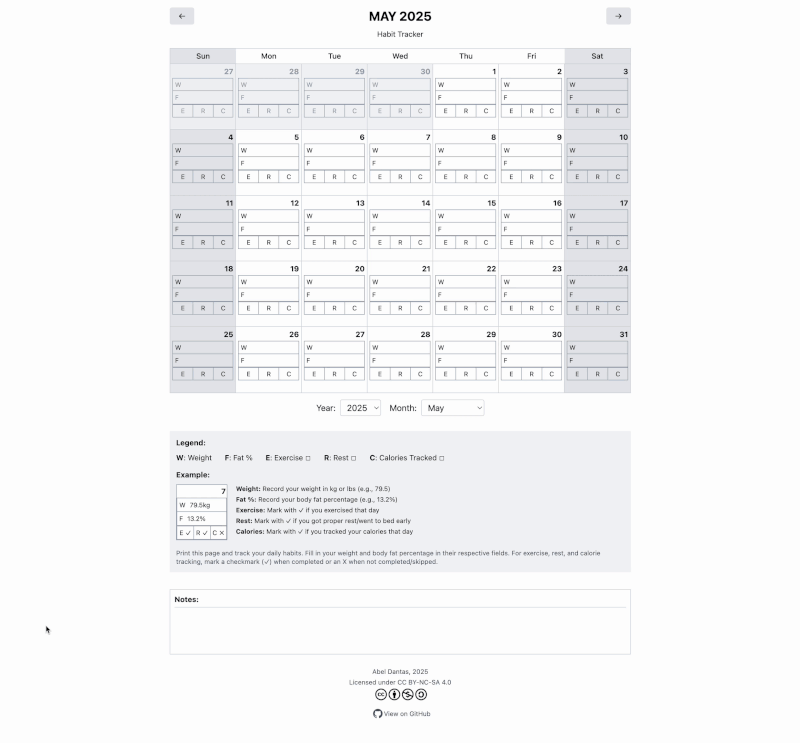 ← MAY 2025 →
Habit Tracker
Sun Mon Tue Wed Thu Fri Sat
27 28 29 30 1 2 3
W W W W W W W
F F F F F F F
E R C E R C E R C E R C E R C E R C E R C
4 5 6 7 8 9 10
W W W W W W W
F F F F F F F
E R C E R C E R C E R C E R C E R C E R C
11 12 13 14 15 16 17
W W W W W W W
F F F F F F F
E R C E R C E R C E R C E R C E R C E R C
18 19 20 21 22 23 24
W W W W W W W
F F F F F F F
E R C E R C E R C E R C E R C E R C E R C
25 26 27 28 29 30 31
W W W W W W W
F F F F F F F
E R C E R C E R C E R C E R C E R C E R C
Year: 2025 Month: May
Legend:
W: Weight F: Fat % E: Exercise □ R: Rest □ C: Calories Tracked □
Example:
7
W 79.5kg
F 13.2%
E ✓ R ✓ C ✕
Weight: Record your weight in kg or lbs (e.g., 79.5)
Fat %: Record your body fat percentage (e.g., 13.2%)
Exercise: Mark with ✓ if you exercised that day
Rest: Mark with ✓ if you got proper rest/went to bed early
Calories: Mark with ✓ if you tracked your calories that day
Print this page and track your daily habits. Fill in your weight and body fat percentage in their respective fields. For exercise, rest, and calorie
tracking, mark a checkmark (✓) when completed or an X when not completed/skipped.
Notes:
Abel Dantas, 2025
Licensed under CC BY-NC-SA 4.0
View on GitHub